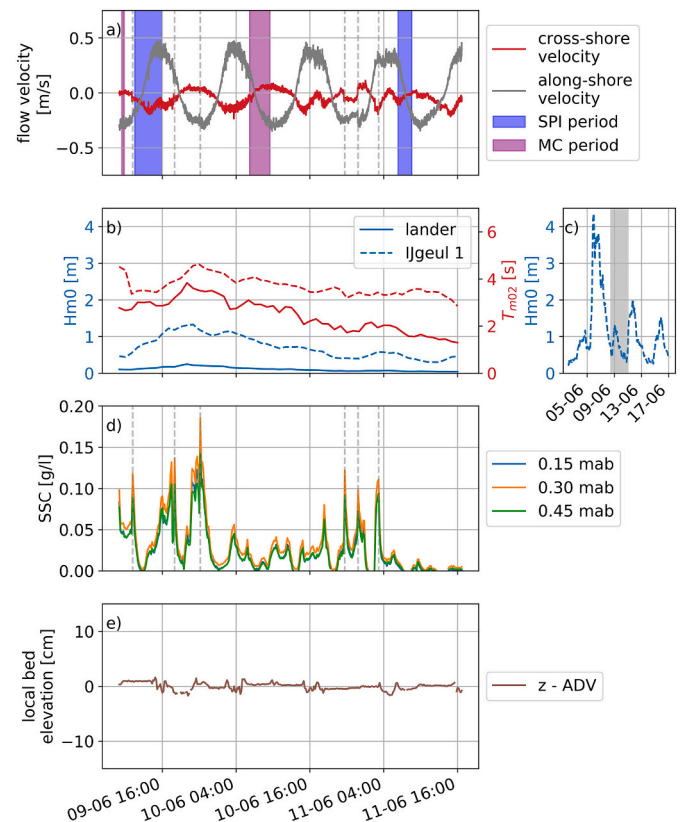 a)
0.5
0.0
−0.5
flow velocity
[m/s]
cross-shore
velocity
along-shore
velocity
SPI period
MC period
b)
4
3
2
1
0
Hm0 [m]
lander
IJgeul 1
6
4
2
0
T_m02 [s]
c)
4
3
2
1
0
Hm0 [m]
05-06
09-06
13-06
17-06
d)
0.20
0.15
0.10
0.05
0.00
SSC [g/l]
0.15 mab
0.30 mab
0.45 mab
e)
10
0
−10
local bed
elevation [cm]
z - ADV
09-06 16:00
10-06 04:00
10-06 16:00
11-06 04:00
11-06 16:00